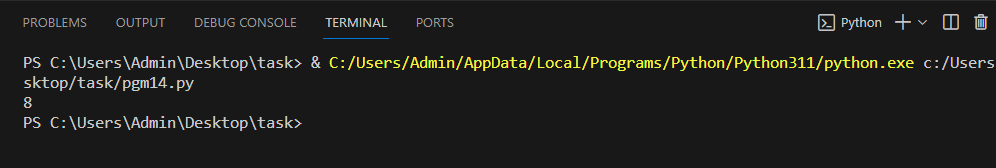 PROBLEMS OUTPUT DEBUG CONSOLE TERMINAL PORTS Python
PS C:\Users\Admin\Desktop\task> & C:/Users/Admin/AppData/Local/Programs/Python/Python311/python.exe c:/Users
sktop/task/pgm14.py
8
PS C:\Users\Admin\Desktop\task>